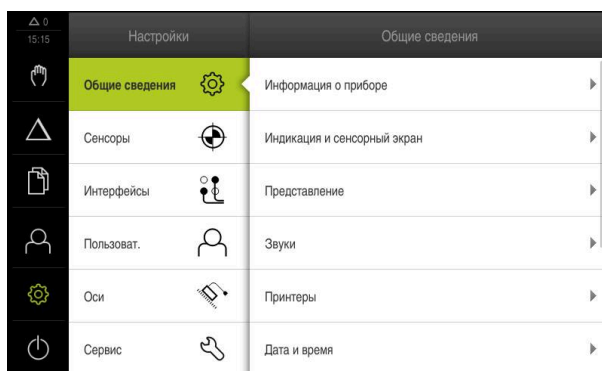 0
15:15
Настройки
Общие сведения
Общие сведения
Сенсоры
Интерфейсы
Пользоват.
Оси
Сервис
Информация о приборе
Индикация и сенсорный экран
Представление
Звуки
Принтеры
Дата и время